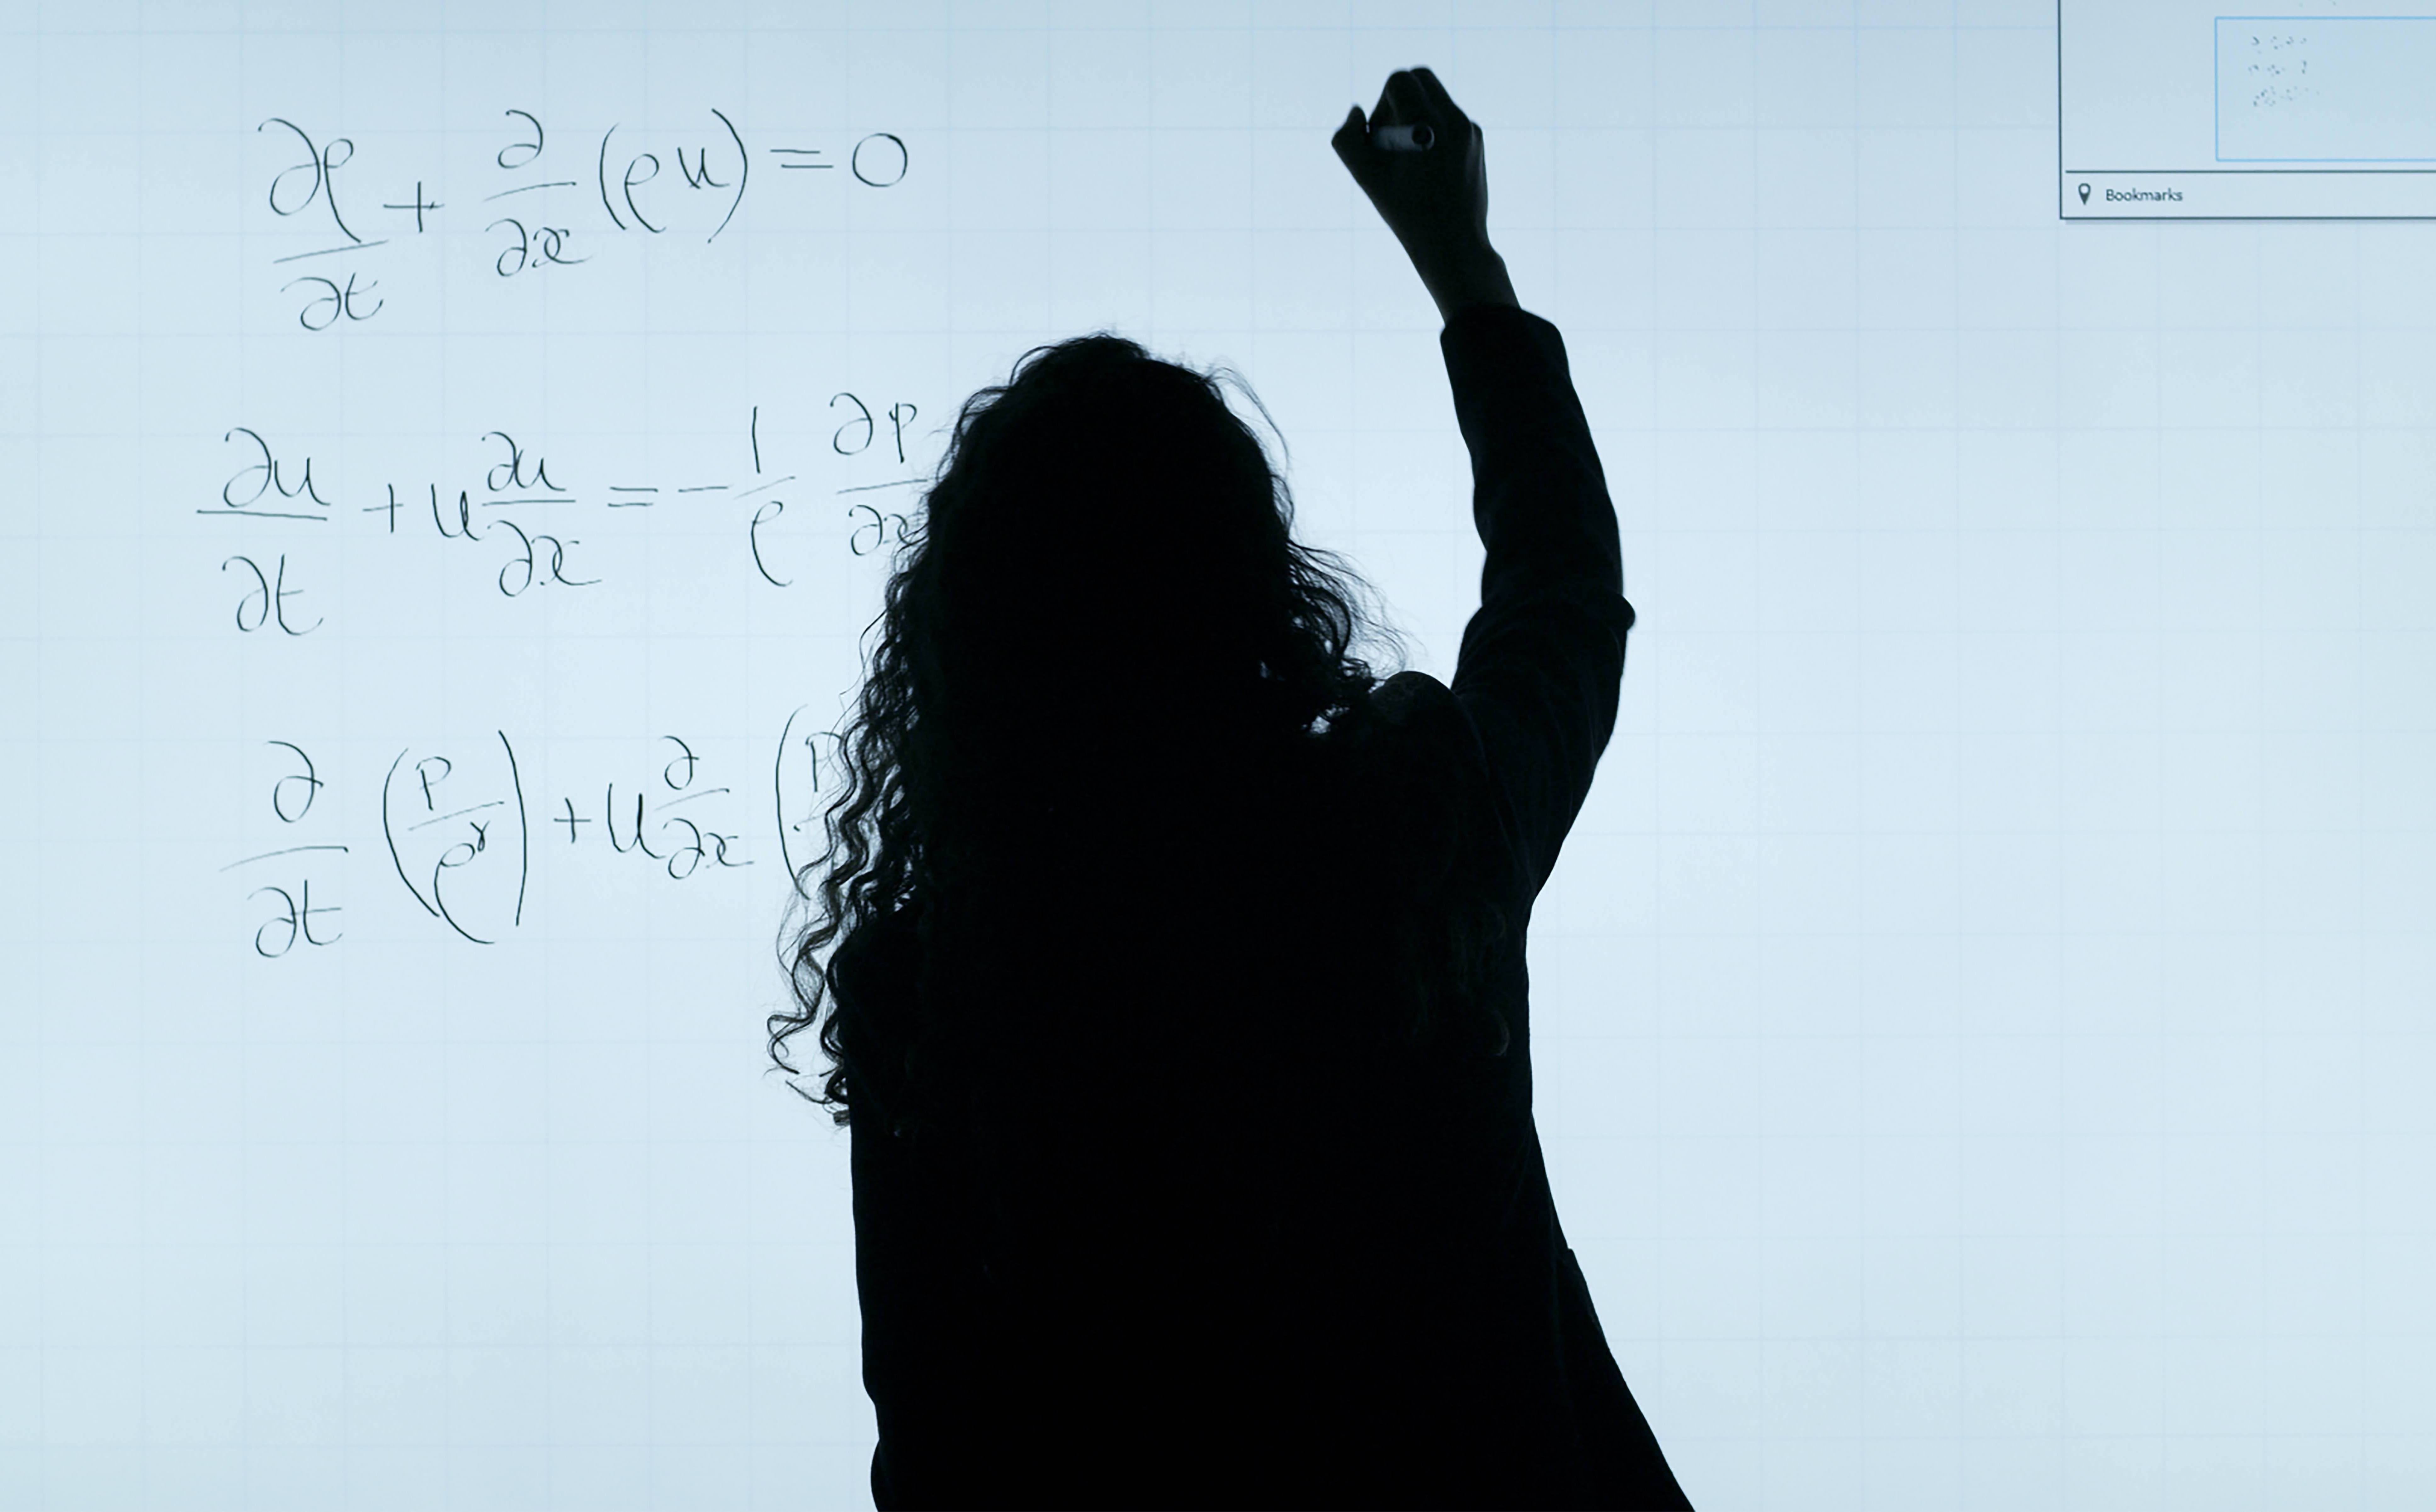 ∂ρ/∂t + ∂/∂x (ρu) = 0
∂u/∂t + u ∂u/∂x = - 1/ρ ∂p/∂x
∂/∂t (p/ρ^γ) + u ∂/∂x (p
Bookmarks